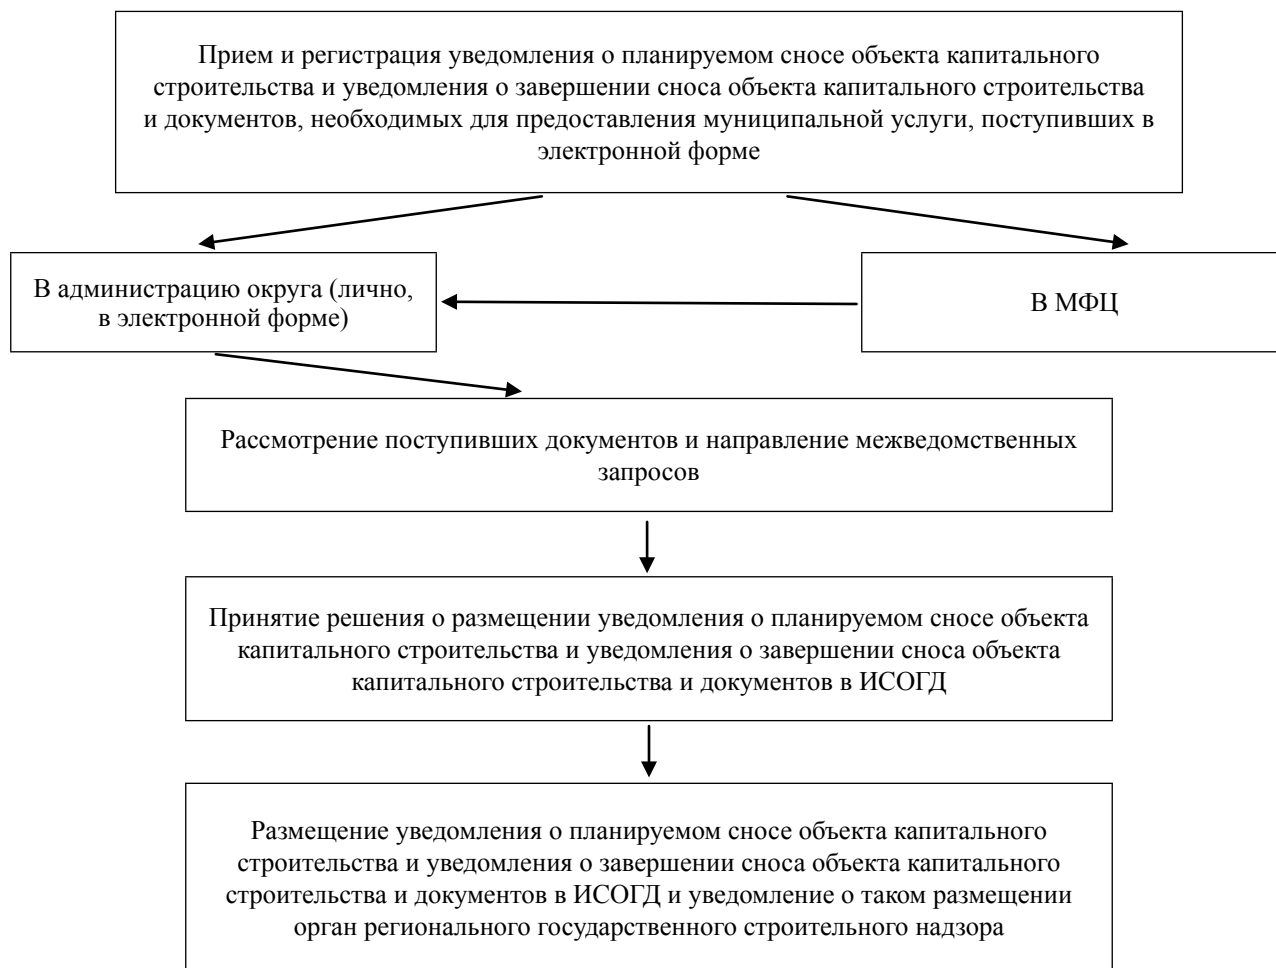 Прием и регистрация уведомления о планируемом сносе объекта капитального
строительства и уведомления о завершении сноса объекта капитального строительства
и документов, необходимых для предоставления муниципальной услуги, поступивших в
электронной форме
В администрацию округа (лично,
в электронной форме)
В МФЦ
Рассмотрение поступивших документов и направление межведомственных
запросов
Принятие решения о размещении уведомления о планируемом сносе объекта
капитального строительства и уведомления о завершении сноса объекта
капитального строительства и документов в ИСОГД
Размещение уведомления о планируемом сносе объекта капитального
строительства и уведомления о завершении сноса объекта капитального
строительства и документов в ИСОГД и уведомление о таком размещении
орган регионального государственного строительного надзора